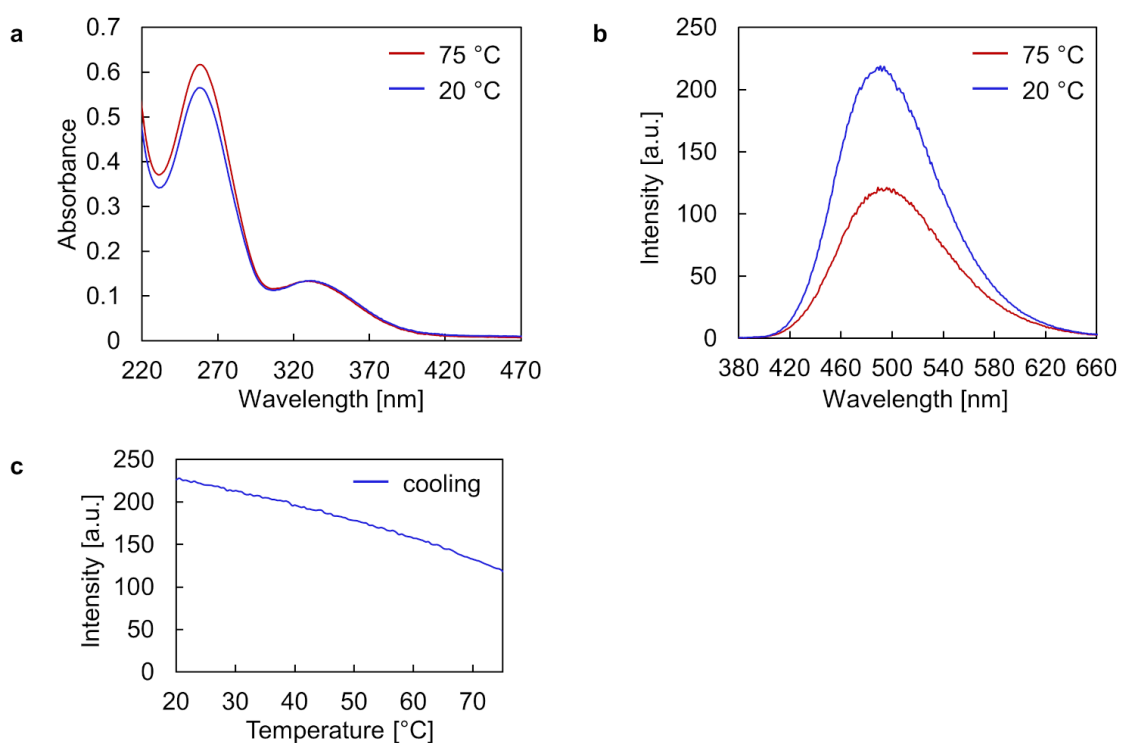 a
0.7
0.6
0.5
0.4
0.3
0.2
0.1
0
Absorbance
75 °C
20 °C
220 270 320 370 420 470
Wavelength [nm]
b
250
200
150
100
50
0
Intensity [a.u.]
75 °C
20 °C
380 420 460 500 540 580 620 660
Wavelength [nm]
c
250
200
150
100
50
0
Intensity [a.u.]
cooling
20 30 40 50 60 70
Temperature [°C]